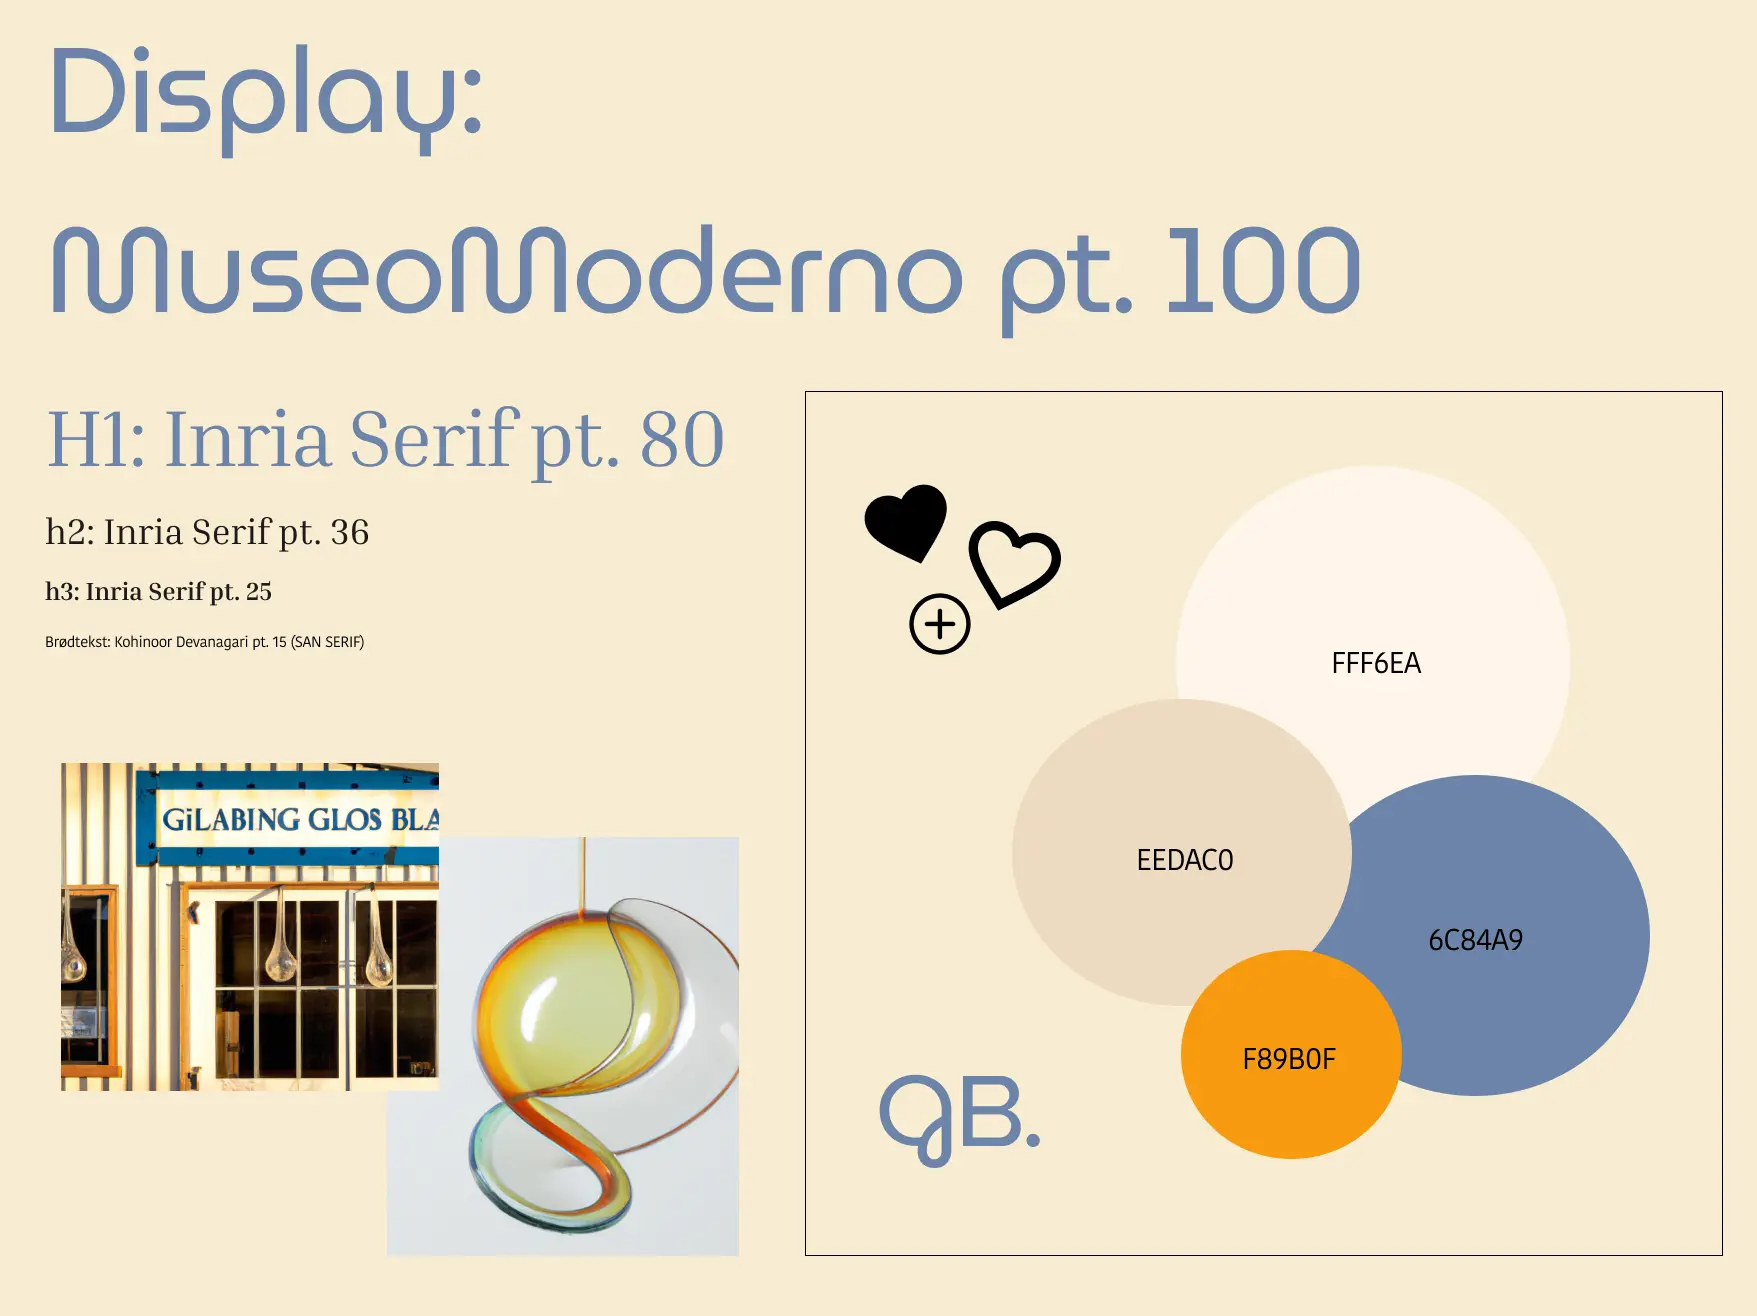 Display:
MuseoModerno pt. 100
H1: Inria Serif pt. 80
h2: Inria Serif pt. 36
h3: Inria Serif pt. 25
Brødtekst: Kohinoor Devanagari pt. 15 (SAN SERIF)
GiLABING GLOS BLA
FFF6EA
EEDAC0
6C84A9
F89B0F
gB.